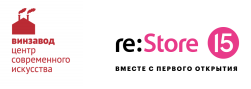 винзавод
центр
современного
искусства
re:Store 15
ВМЕСТЕ С ПЕРВОГО ОТКРЫТИЯ